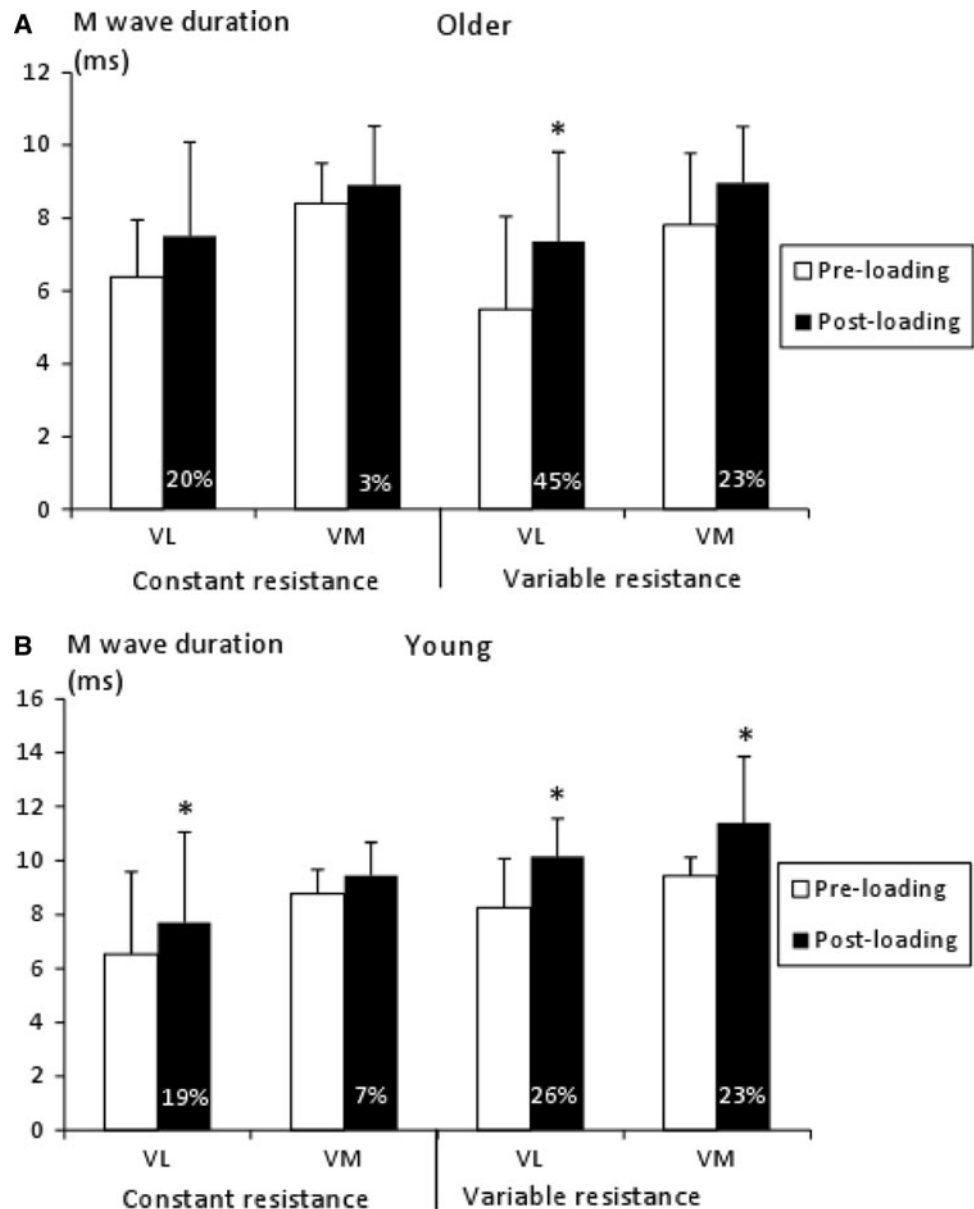 A M wave duration Older
(ms)
12
10
8
6
4
2
0
*
Pre-loading
Post-loading
20% 3% 45% 23%
VL VM VL VM
Constant resistance Variable resistance
B M wave duration Young
(ms)
16
14
12
10
8
6
4
2
0
* * *
Pre-loading
Post-loading
19% 7% 26% 23%
VL VM VL VM
Constant resistance Variable resistance